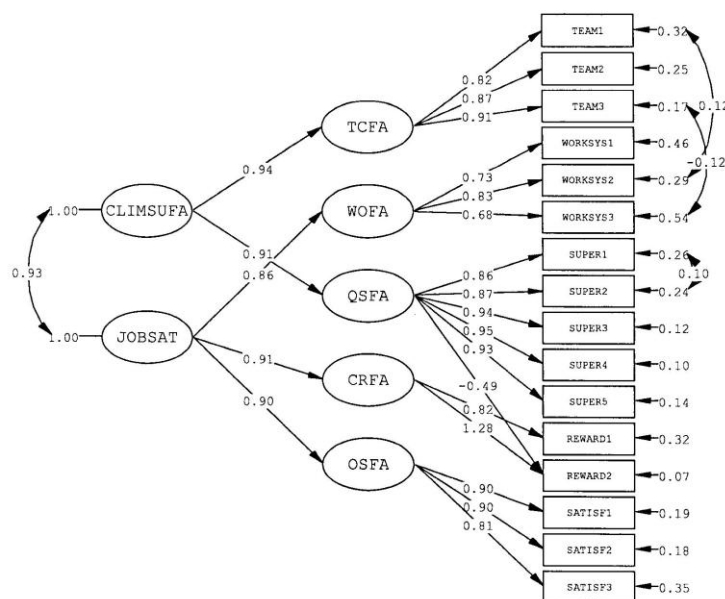 TEAM1 0.32
0.82
TEAM2 0.25
0.87
TEAM3 0.17 0.12
0.91
TCFA
WORKSYS1 0.46
0.73 -0.12
0.94
WORKSYS2 0.29
0.83
1.00 CLIMSUFA WOFA
0.68 WORKSYS3 0.54
0.91 SUPER1 0.26
0.93 0.86 0.86 0.10
QSFA 0.87 SUPER2 0.24
0.94
SUPER3 0.12
0.95
1.00 JOBSAT 0.93
SUPER4 0.10
0.91 CRFA -0.49
SUPER5 0.14
0.90 0.82
1.28 REWARD1 0.32
OSFA
REWARD2 0.07
0.90
0.90 SATISF1 0.19
0.81
SATISF2 0.18
SATISF3 0.35